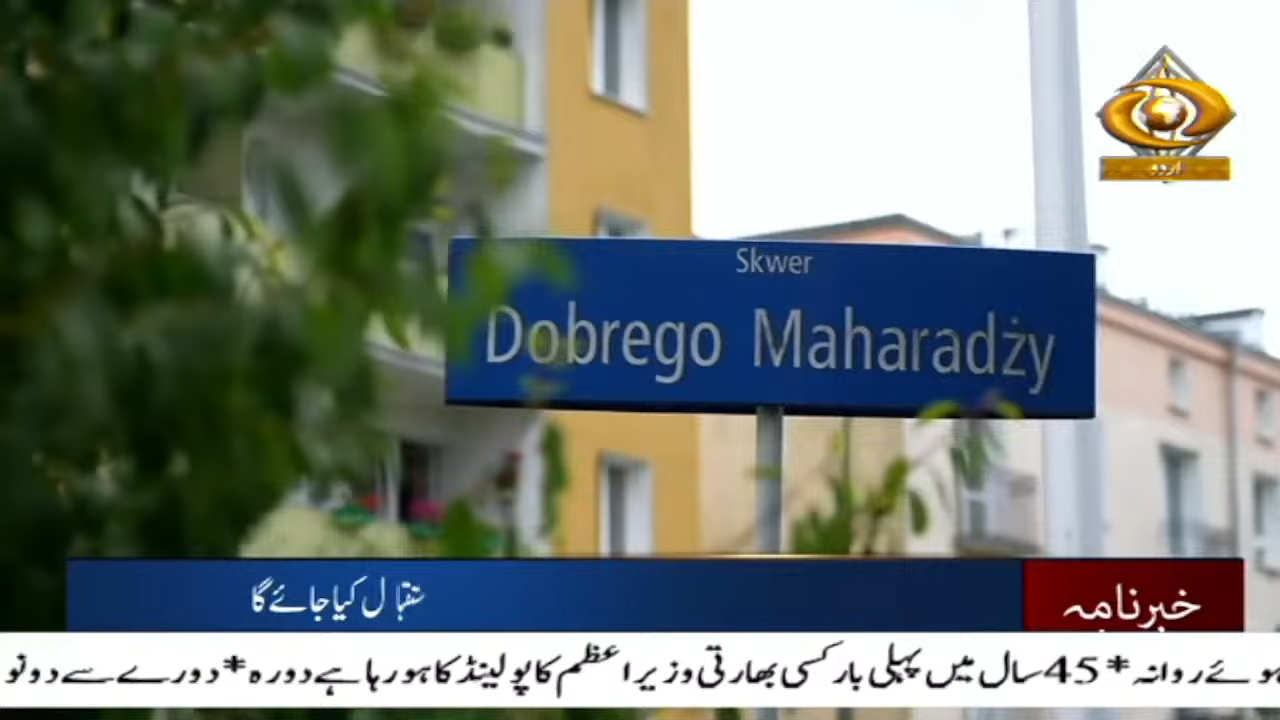 اردو
Skwer
Dobrego Maharadży
ستقبال کیا جائے گا
خبرنامہ
ہوئے روانہ * 45 سال میں پہلی بار کسی بھارتی وزیر اعظم کا پولینڈ کا ہو رہا ہے دورہ * دورے سے دونو